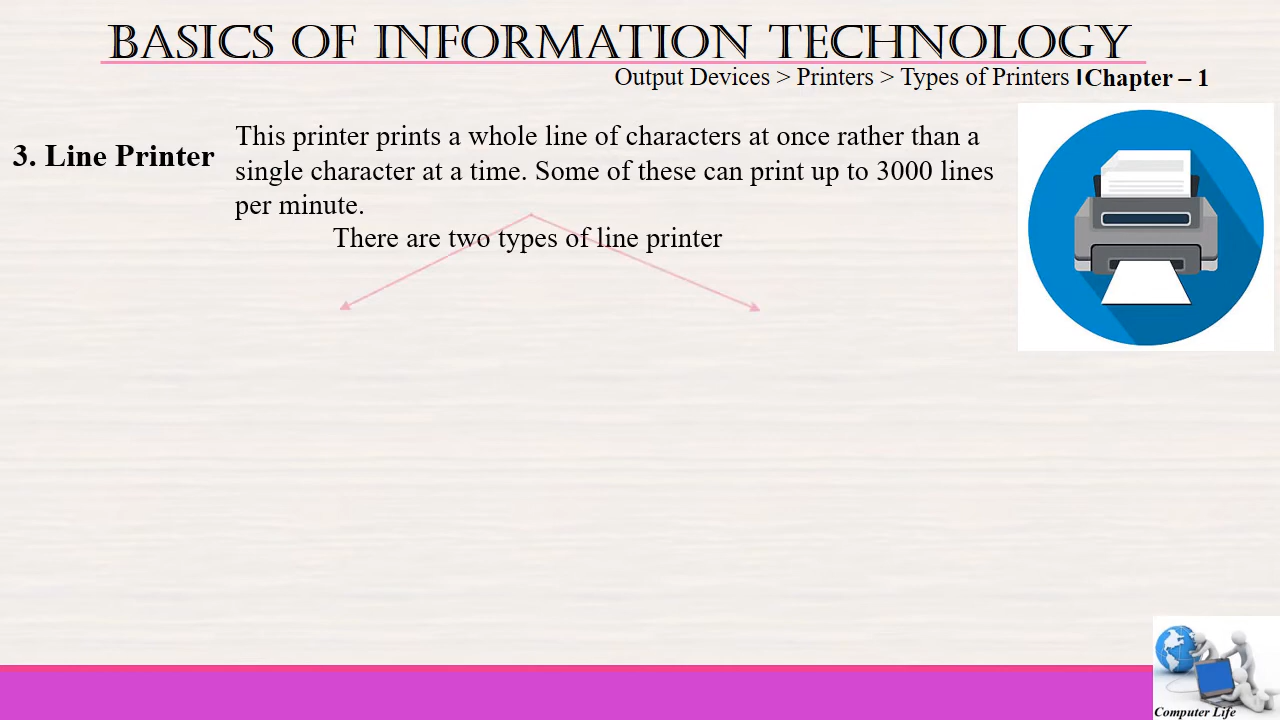 BASICS OF INFORMATION TECHNOLOGY
Output Devices > Printers > Types of Printers |Chapter – 1
3. Line Printer
This printer prints a whole line of characters at once rather than a
single character at a time. Some of these can print up to 3000 lines
per minute.
There are two types of line printer
Computer Life